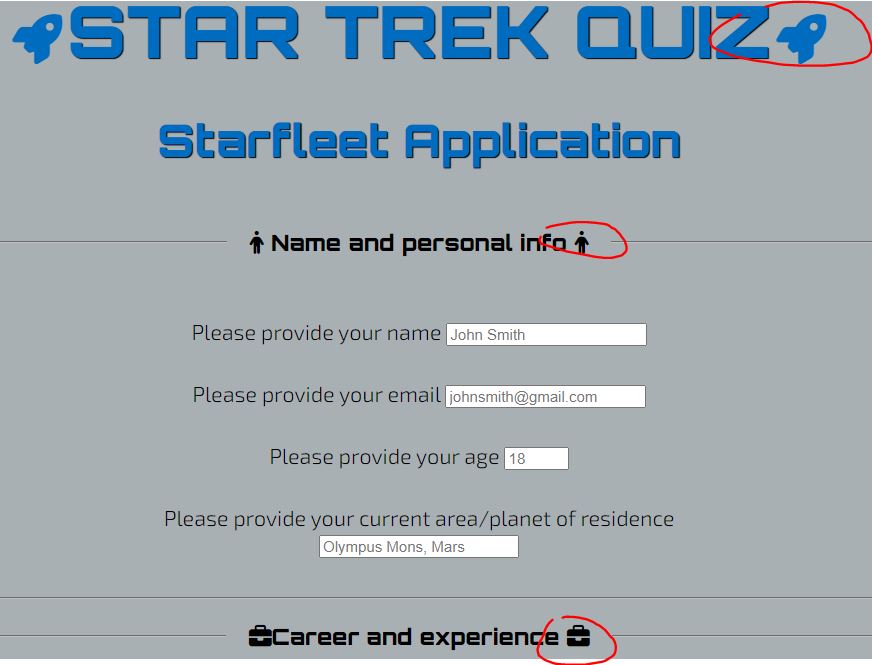 STAR TREK QUIZ
Starfleet Application
Name and personal info
Please provide your name John Smith
Please provide your email johnsmith@gmail.com
Please provide your age 18
Please provide your current area/planet of residence
Olympus Mons, Mars
Career and experience